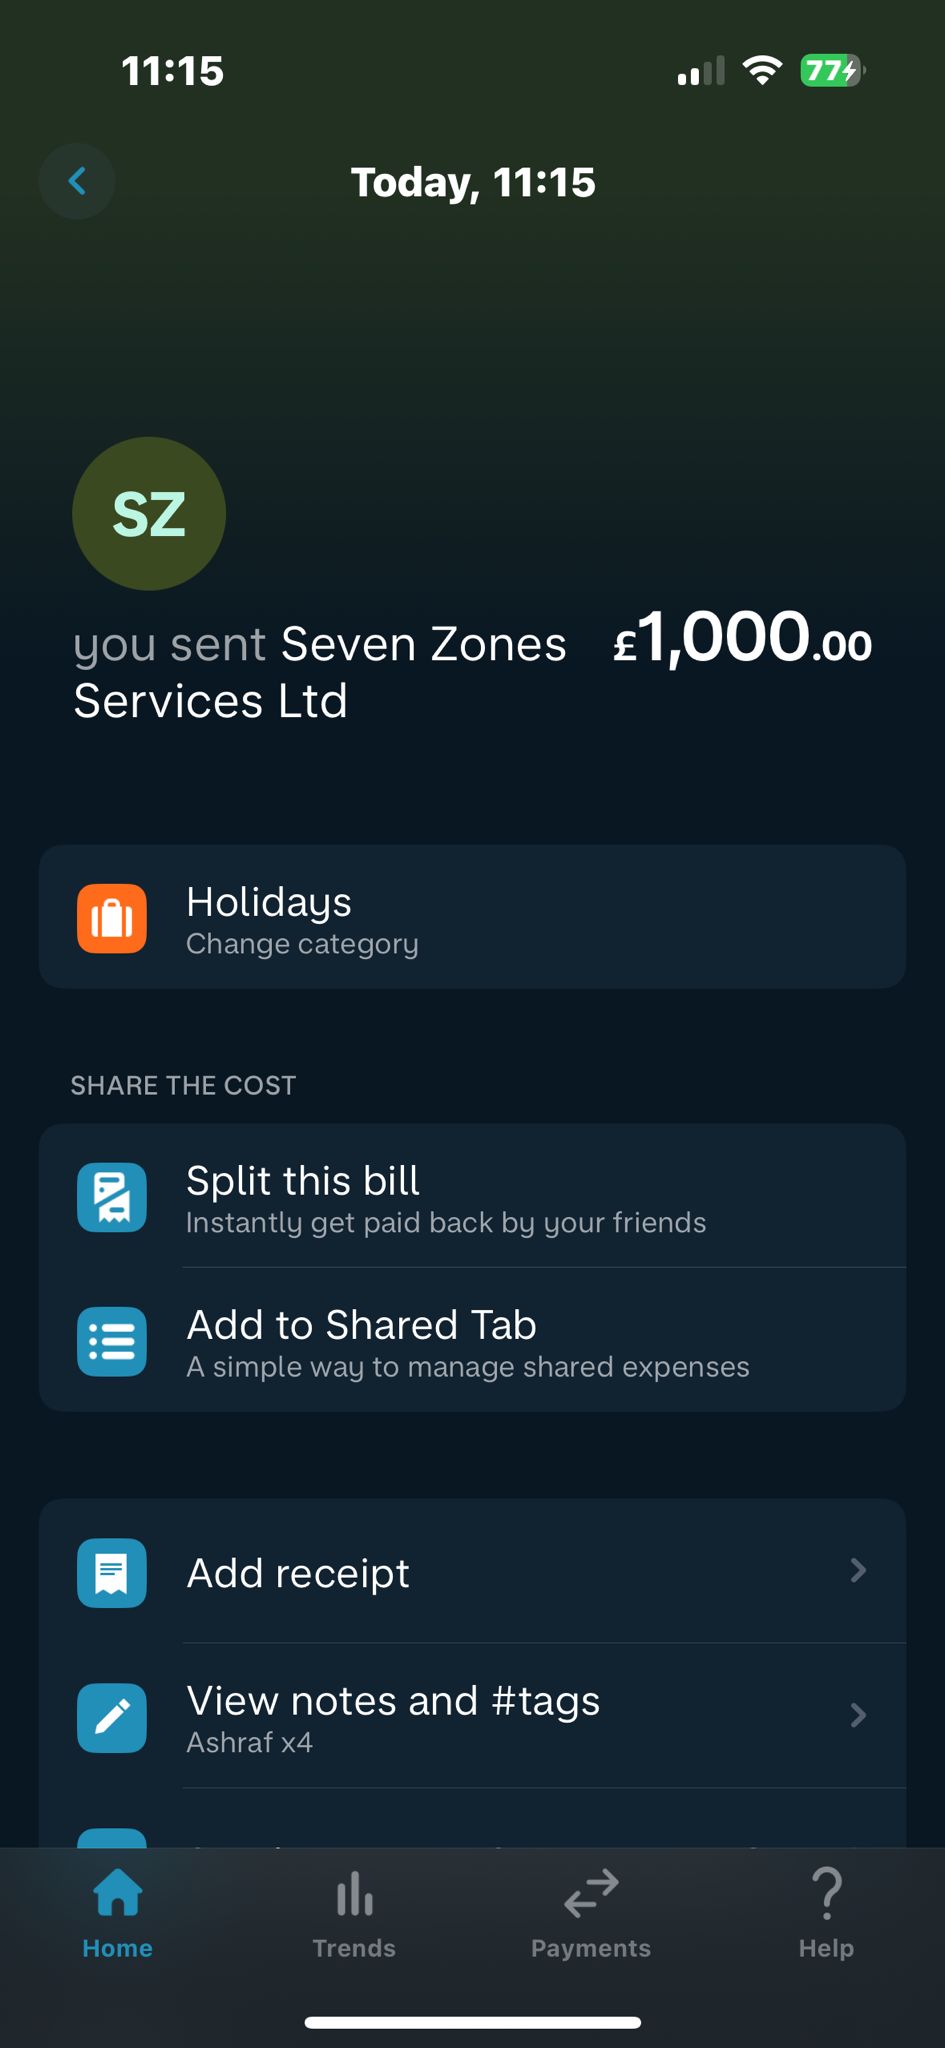 11:15
77
Today, 11:15
SZ
you sent Seven Zones £1,000.00
Services Ltd
Holidays
Change category
SHARE THE COST
Split this bill
Instantly get paid back by your friends
Add to Shared Tab
A simple way to manage shared expenses
Add receipt
View notes and #tags
Ashraf x4
Home
Trends
Payments
Help